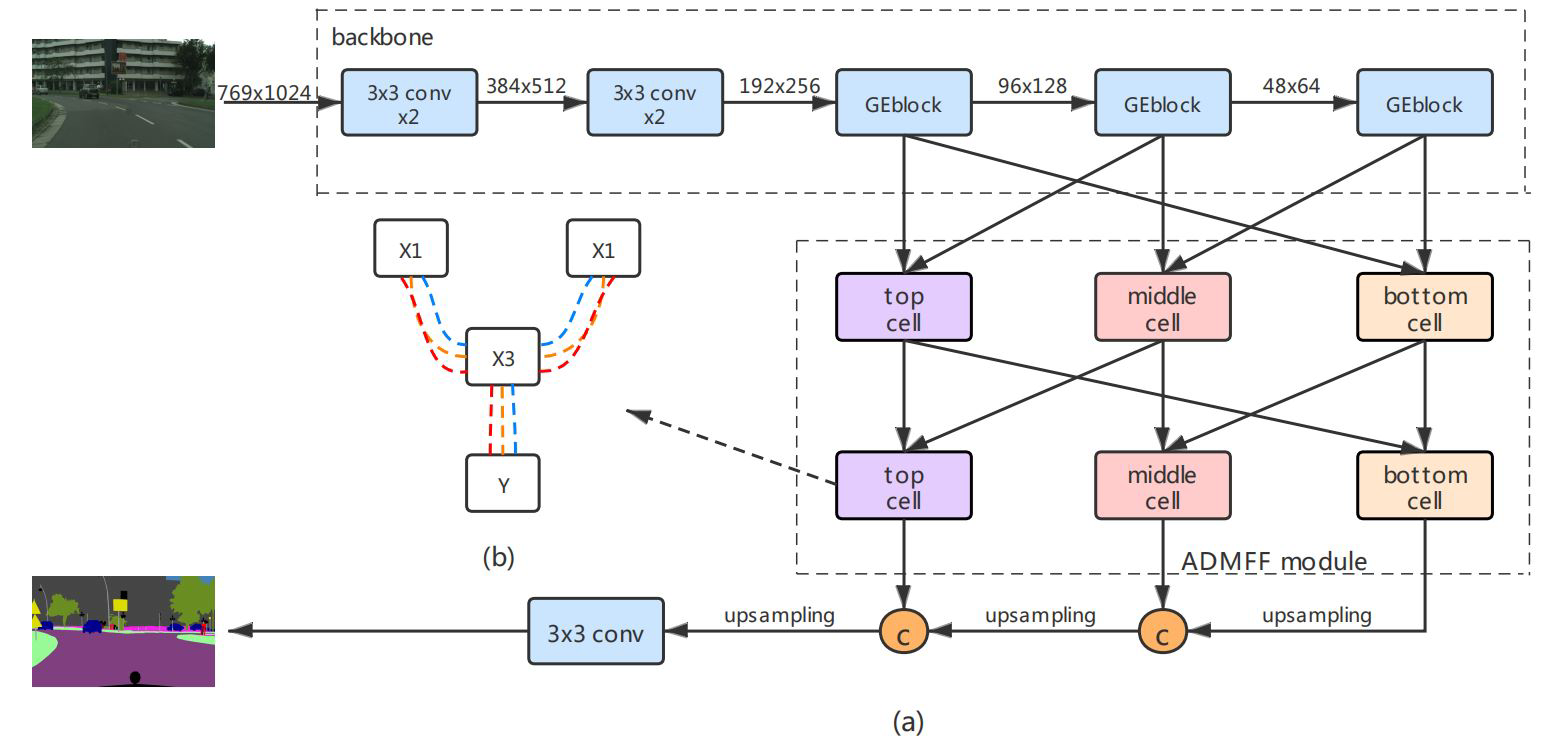 backbone
769x1024
3x3 conv
x2
384x512
3x3 conv
x2
192x256
GEblock
96x128
GEblock
48x64
GEblock
X1
X1
X3
Y
(b)
top
cell
middle
cell
bottom
cell
top
cell
middle
cell
bottom
cell
ADMFF module
3x3 conv
upsampling
c
upsampling
c
upsampling
(a)